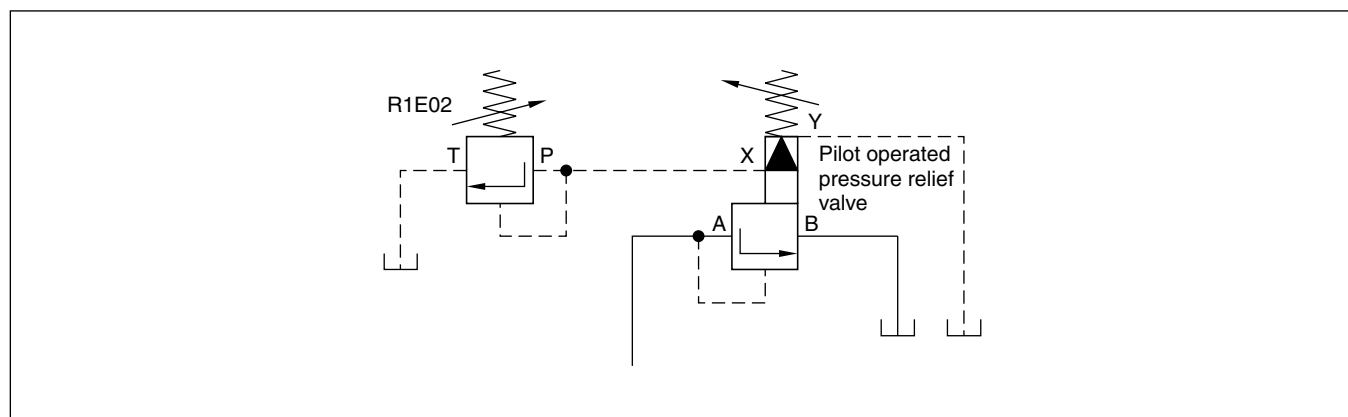 R1E02
Y
T
P
X
Pilot operated
pressure relief
valve
A
B